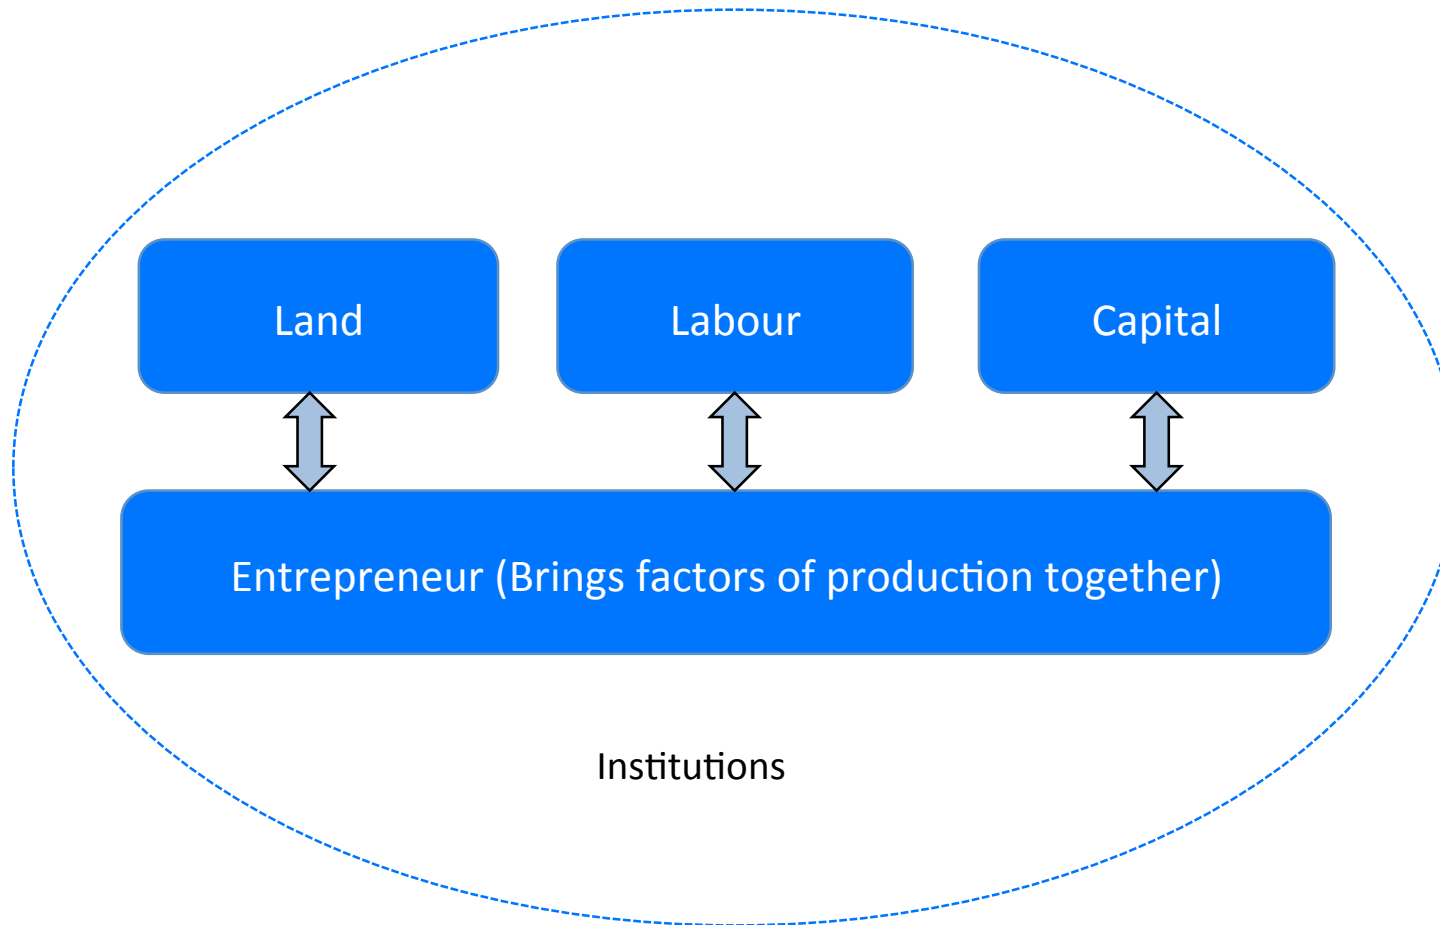 Land
Labour
Capital
Entrepreneur (Brings factors of production together)
Institutions